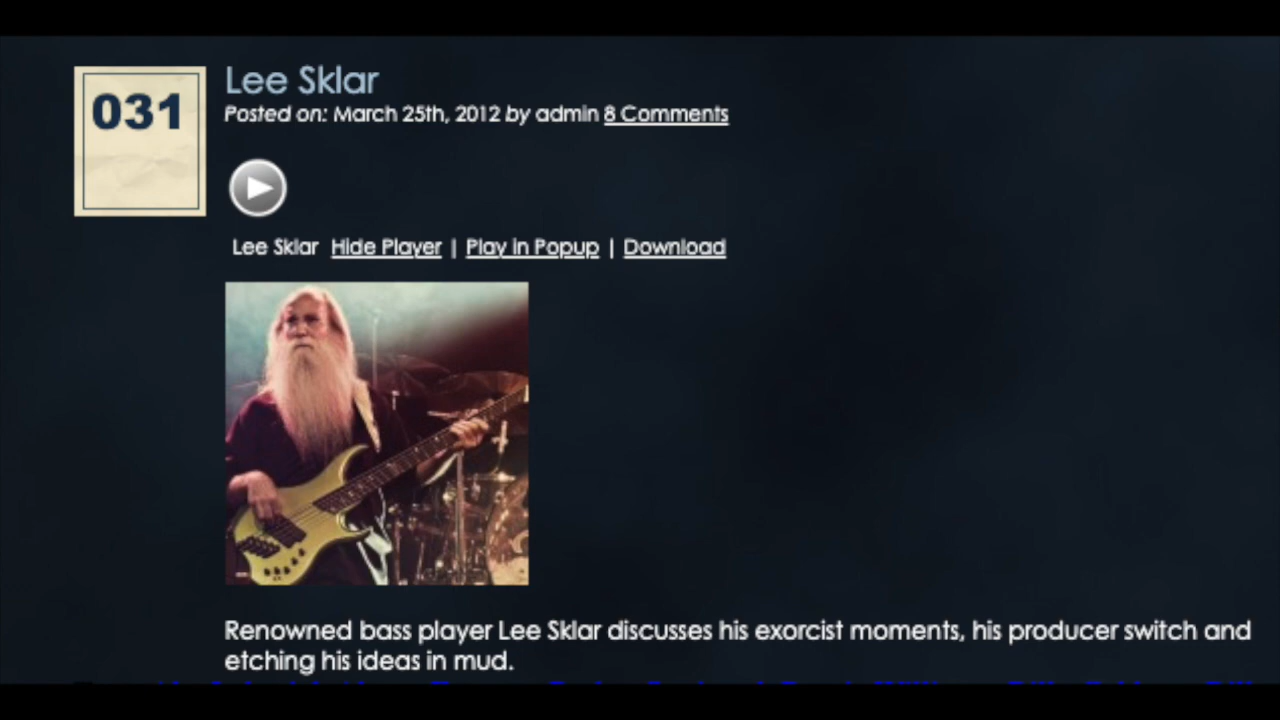 031
Lee Sklar
Posted on: March 25th, 2012 by admin 8 Comments
Lee Sklar Hide Player | Play in Popup | Download
Renowned bass player Lee Sklar discusses his exorcist moments, his producer switch and
etching his ideas in mud.